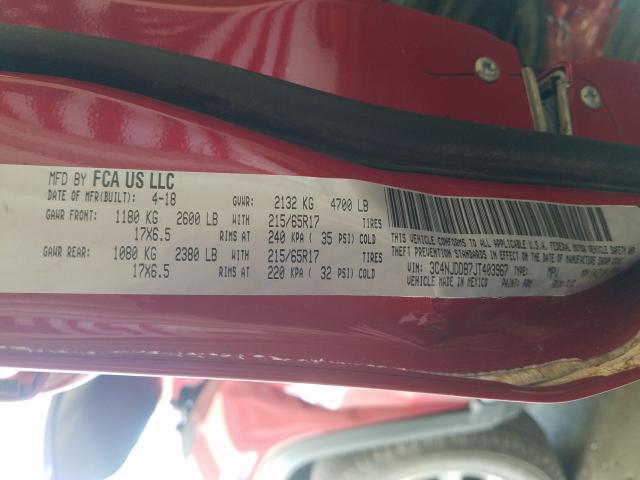 MFD BY FCA US LLC
DATE OF MFR(BUILT): 4-18 GVWR: 2132 KG 4700 LB
GAWR FRONT: 1180 KG 2600 LB WITH 215/65R17 TIRES
17X6.5 RIMS AT 240 KPA ( 35 PSI) COLD
GAWR REAR: 1080 KG 2380 LB WITH 215/65R17 TIRES
17X6.5 RIMS AT 220 KPA ( 32 PSI) COLD
THIS VEHICLE CONFORMS TO ALL APPLICABLE U.S.A. FEDERAL MOTOR VEHICLE SAFETY,
THEFT PREVENTION STANDARDS IN EFFECT ON THE DATE OF MANUFACTURE
VIN: 3C4NJDDB7JT403967 TYPE: MPV
VEHICLE MADE IN MEXICO PAINT: